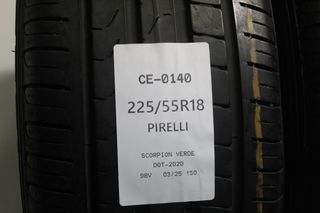 CE-0140
225/55R18
PIRELLI
SCORPION VERDE
DOT-2020
98V 03/25 150